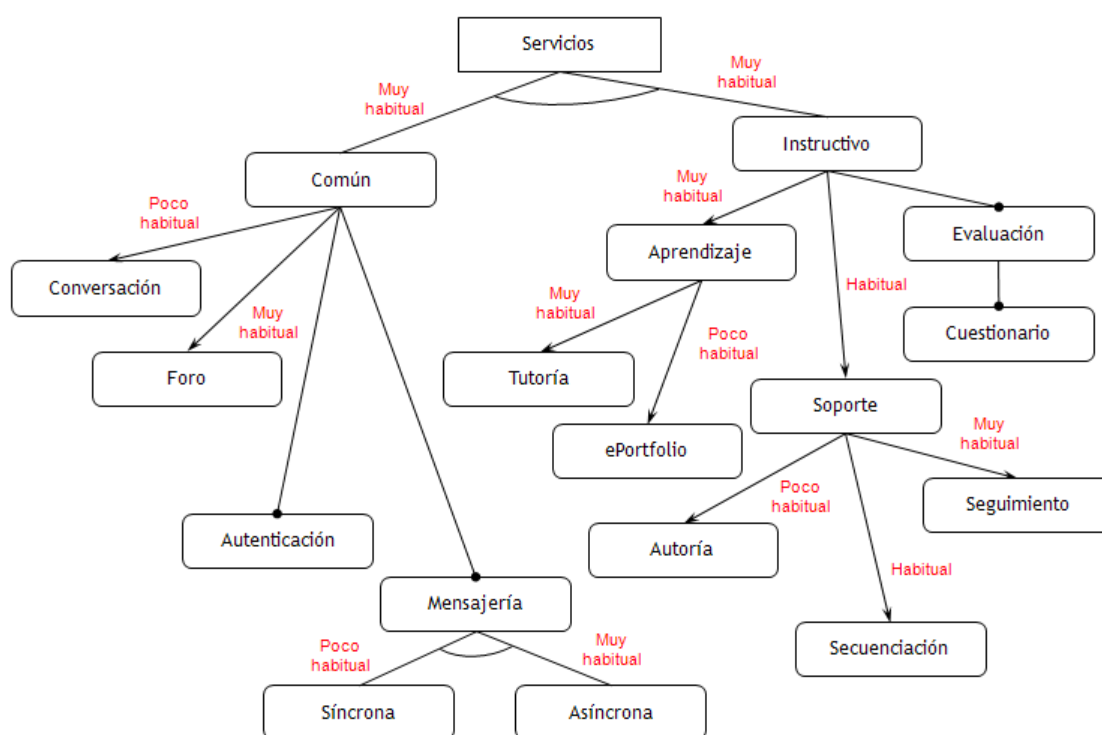 Servicios
Muy
habitual
Muy
habitual
Común
Instructivo
Poco
habitual
Muy
habitual
Conversación
Aprendizaje
Evaluación
Muy
habitual
Habitual
Foro
Muy
habitual
Poco
habitual
Cuestionario
Tutoría
Soporte
ePortfolio
Muy
habitual
Poco
habitual
Seguimiento
Autenticación
Autoría
Habitual
Mensajería
Secuenciación
Poco
habitual
Muy
habitual
Síncrona
Asíncrona